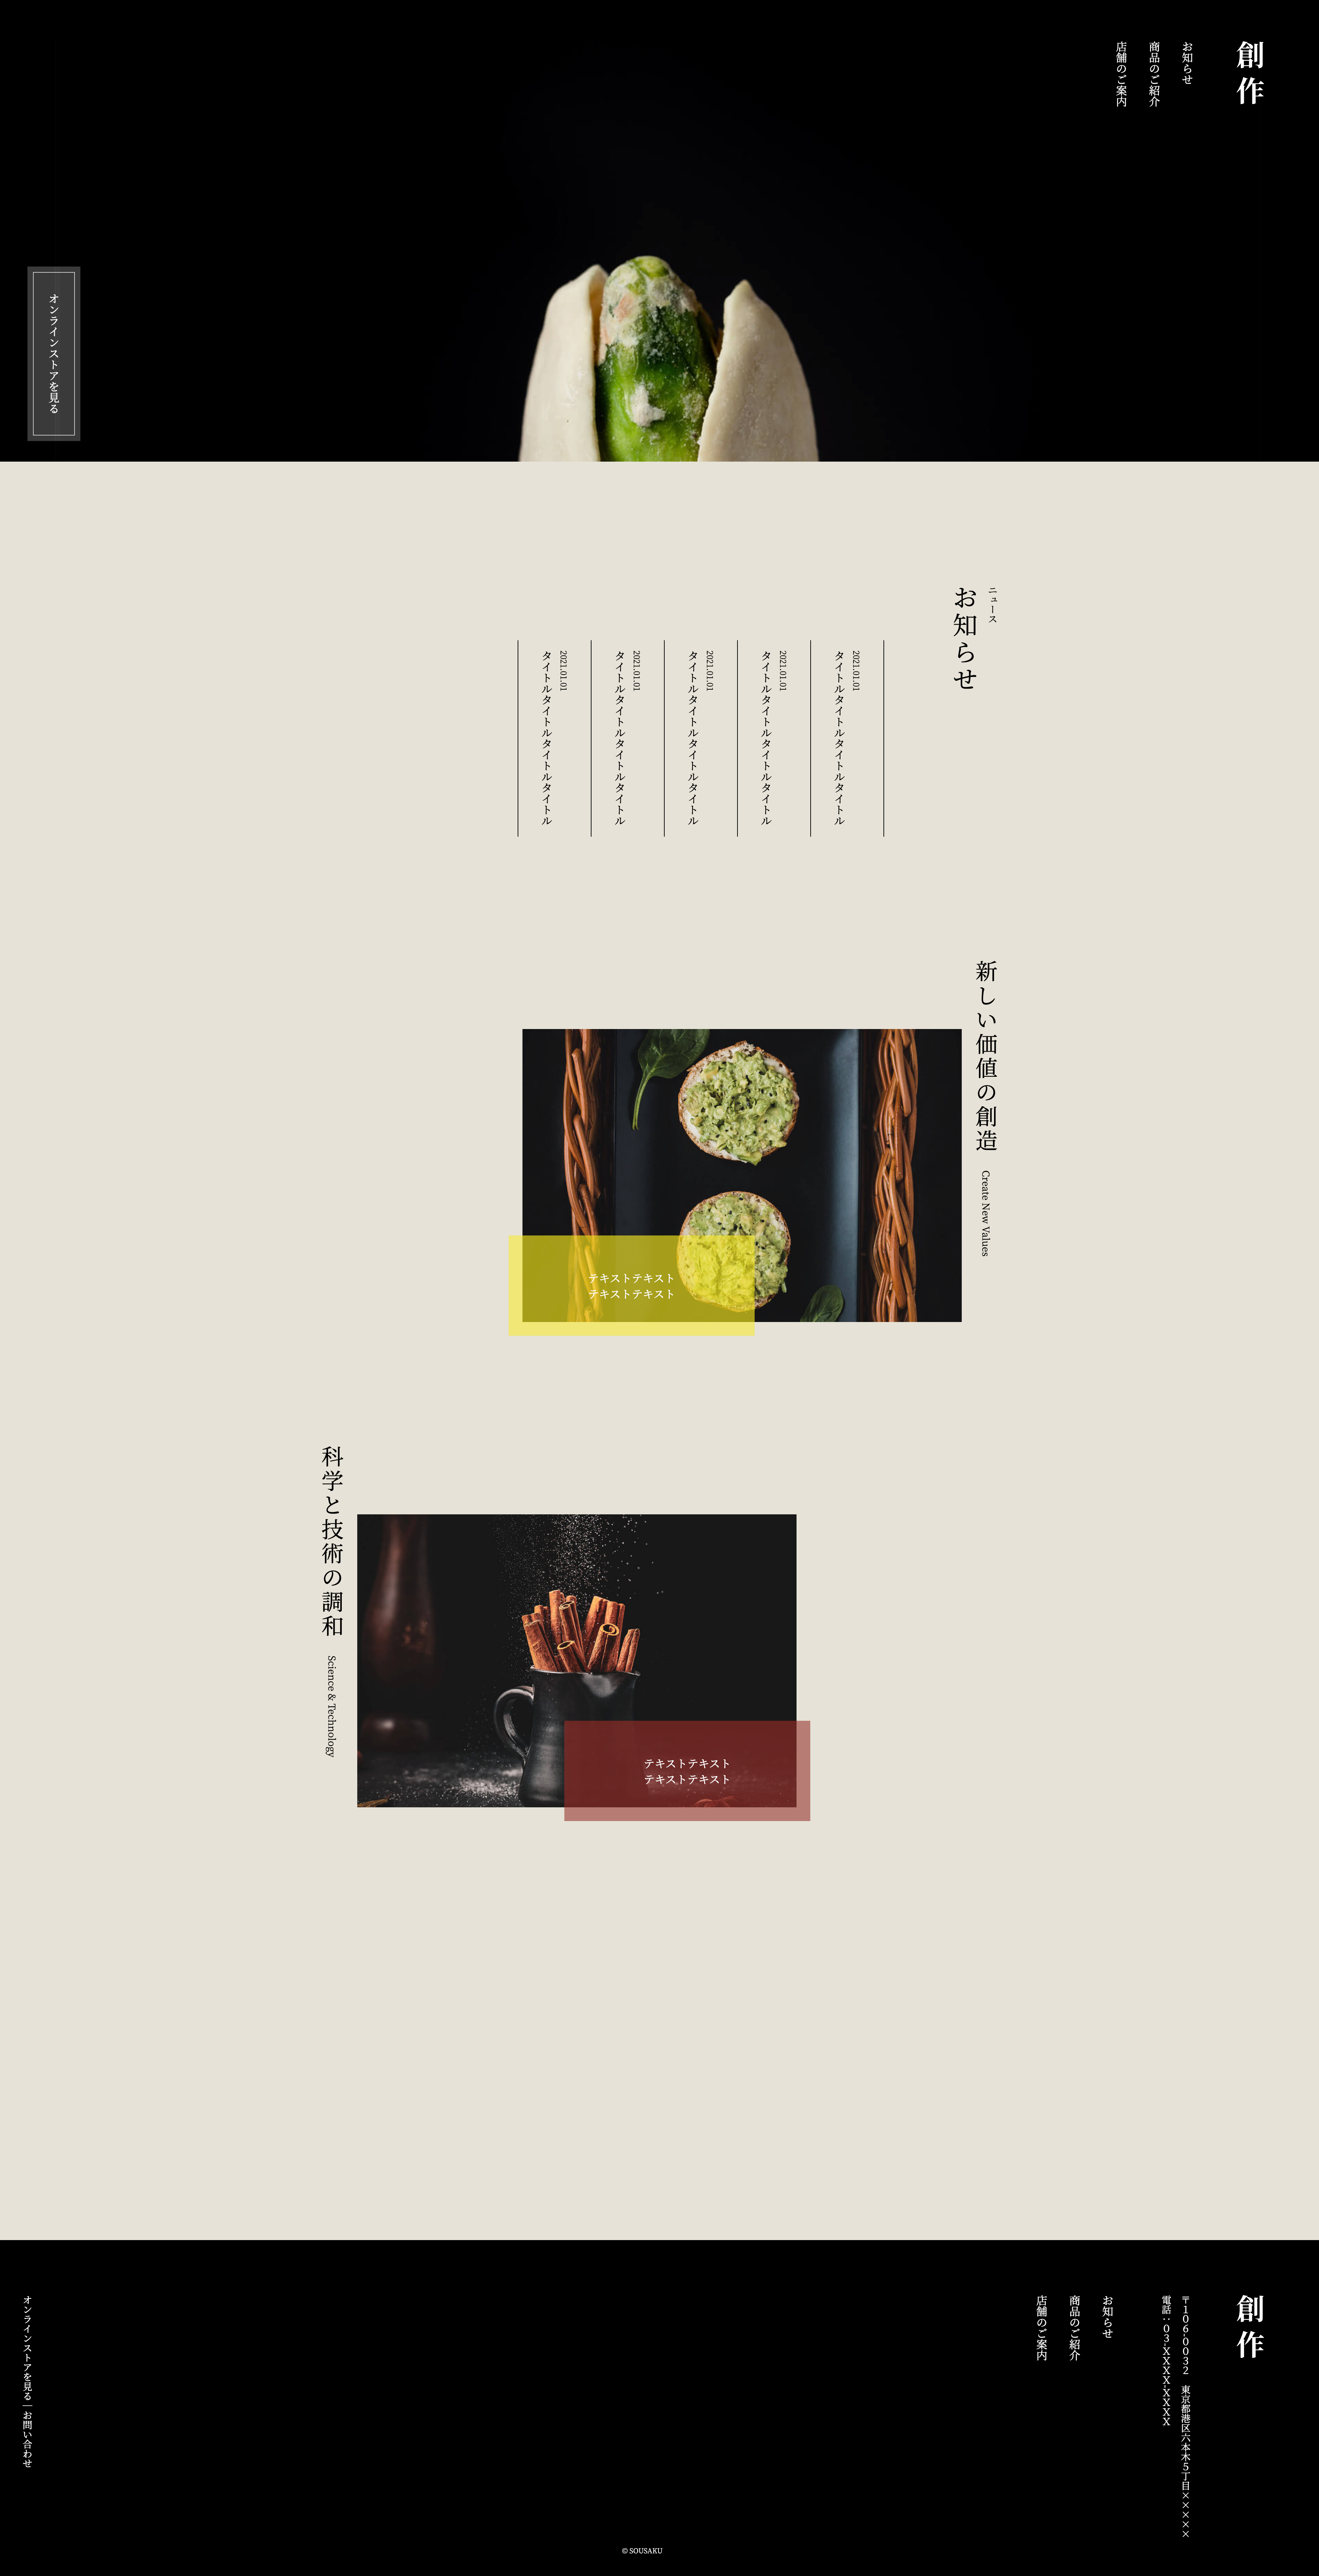 創作
お知らせ
商品のご紹介
店舗のご案内
オンラインストアを見る
ニュース
お知らせ
2021.01.01
タイトルタイトルタイトルタイトル
2021.01.01
タイトルタイトルタイトルタイトル
2021.01.01
タイトルタイトルタイトルタイトル
2021.01.01
タイトルタイトルタイトルタイトル
2021.01.01
タイトルタイトルタイトルタイトル
新しい価値の創造 Create New Values
テキストテキスト
テキストテキスト
科学と技術の調和 Science & Technology
テキストテキスト
テキストテキスト
創作
〒１０６-００３２　東京都港区六本木５丁目×××××
電話：０３-ＸＸＸＸ-ＸＸＸＸ
お知らせ
商品のご紹介
店舗のご案内
オンラインストアを見る｜お問い合わせ
© SOUSAKU